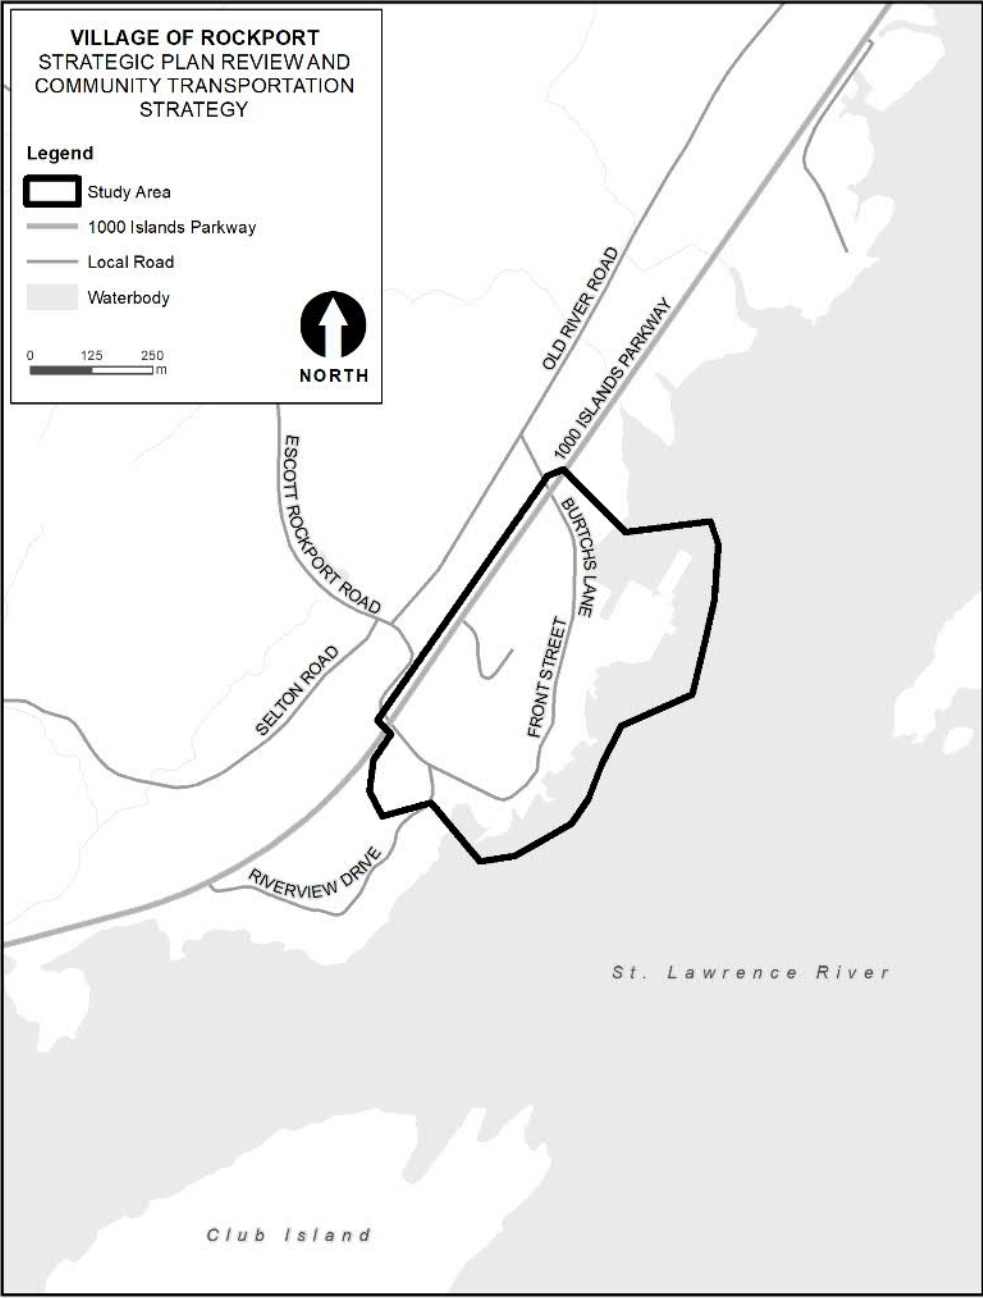 VILLAGE OF ROCKPORT
STRATEGIC PLAN REVIEW AND
COMMUNITY TRANSPORTATION
STRATEGY
Legend
Study Area
1000 Islands Parkway
Local Road
Waterbody
0 125 250
m
NORTH
OLD RIVER ROAD
1000 ISLANDS PARKWAY
ESCOTT ROCKPORT ROAD
BURTCHS LANE
SELTON ROAD
FRONT STREET
RIVERVIEW DRIVE
St. Lawrence River
Club Island